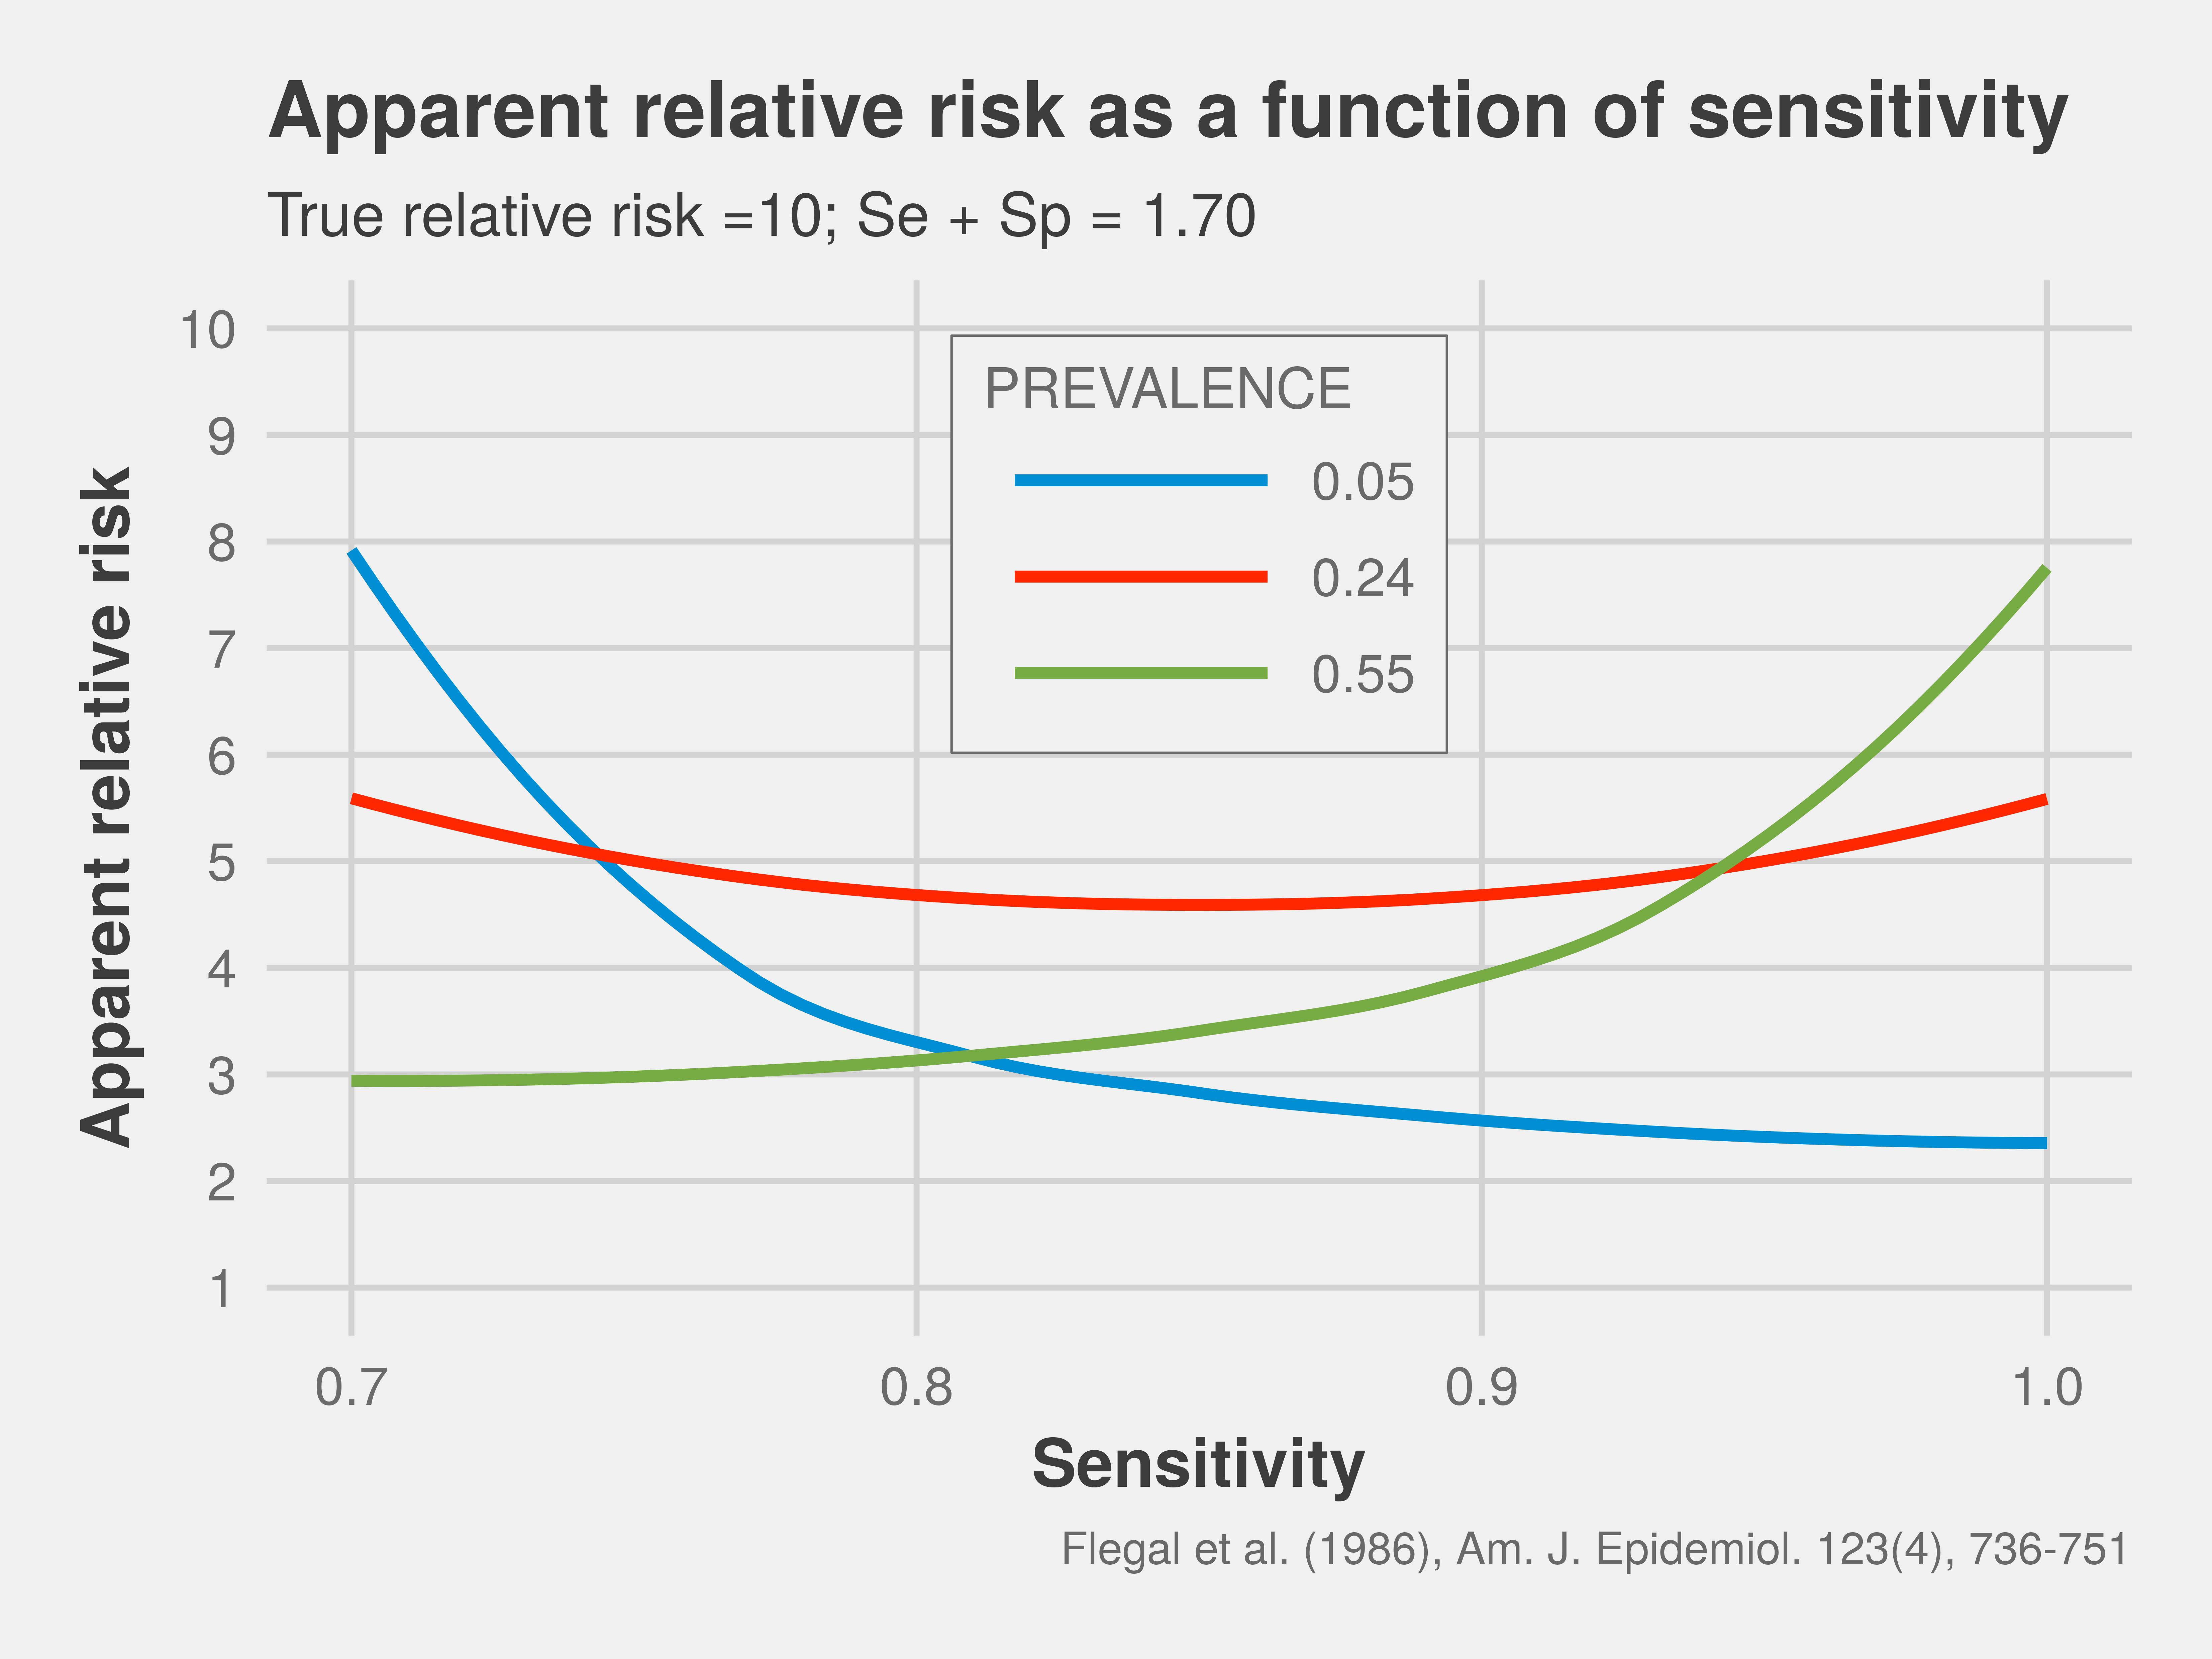 Apparent relative risk as a function of sensitivity
True relative risk =10; Se + Sp = 1.70
10
9
8
7
6
5
4
3
2
1
Apparent relative risk
PREVALENCE
0.05
0.24
0.55
0.7 0.8 0.9 1.0
Sensitivity
Flegal et al. (1986), Am. J. Epidemiol. 123(4), 736-751